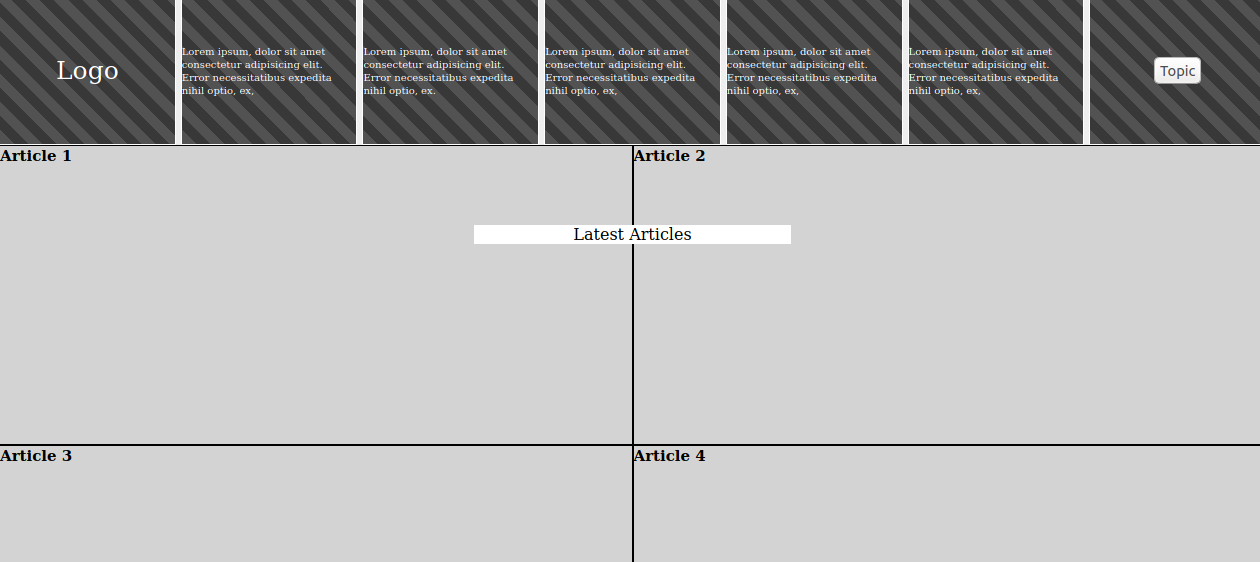 Logo
Lorem ipsum, dolor sit amet
consectetur adipisicing elit.
Error necessitatibus expedita
nihil optio, ex,
Lorem ipsum, dolor sit amet
consectetur adipisicing elit.
Error necessitatibus expedita
nihil optio, ex.
Lorem ipsum, dolor sit amet
consectetur adipisicing elit.
Error necessitatibus expedita
nihil optio, ex,
Lorem ipsum, dolor sit amet
consectetur adipisicing elit.
Error necessitatibus expedita
nihil optio, ex,
Lorem ipsum, dolor sit amet
consectetur adipisicing elit.
Error necessitatibus expedita
nihil optio, ex,
Topic
Article 1
Article 2
Latest Articles
Article 3
Article 4